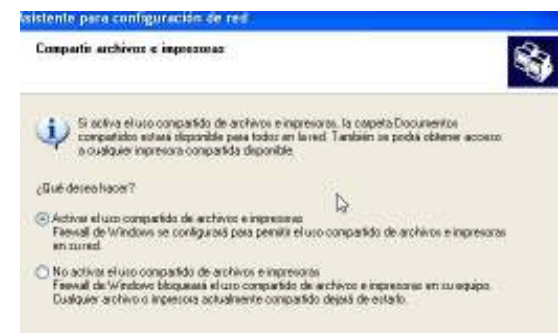 Asistente para configuración de red
Compartir archivos e impresoras
Si activa el uso compartido de archivos e impresoras, la carpeta Documentos
compartidos estará disponible para todos en la red. También se podrá obtener acceso
a cualquier impresora compartida disponible.
¿Qué desea hacer?
Activar el uso compartido de archivos e impresoras
Firewall de Windows se configurará para permitir el uso compartido de archivos e impresoras
en su red.
No activar el uso compartido de archivos e impresoras
Firewall de Windows bloqueará el uso compartido de archivos e impresoras en su equipo.
Cualquier archivo o impresora actualmente compartido dejará de estarlo.